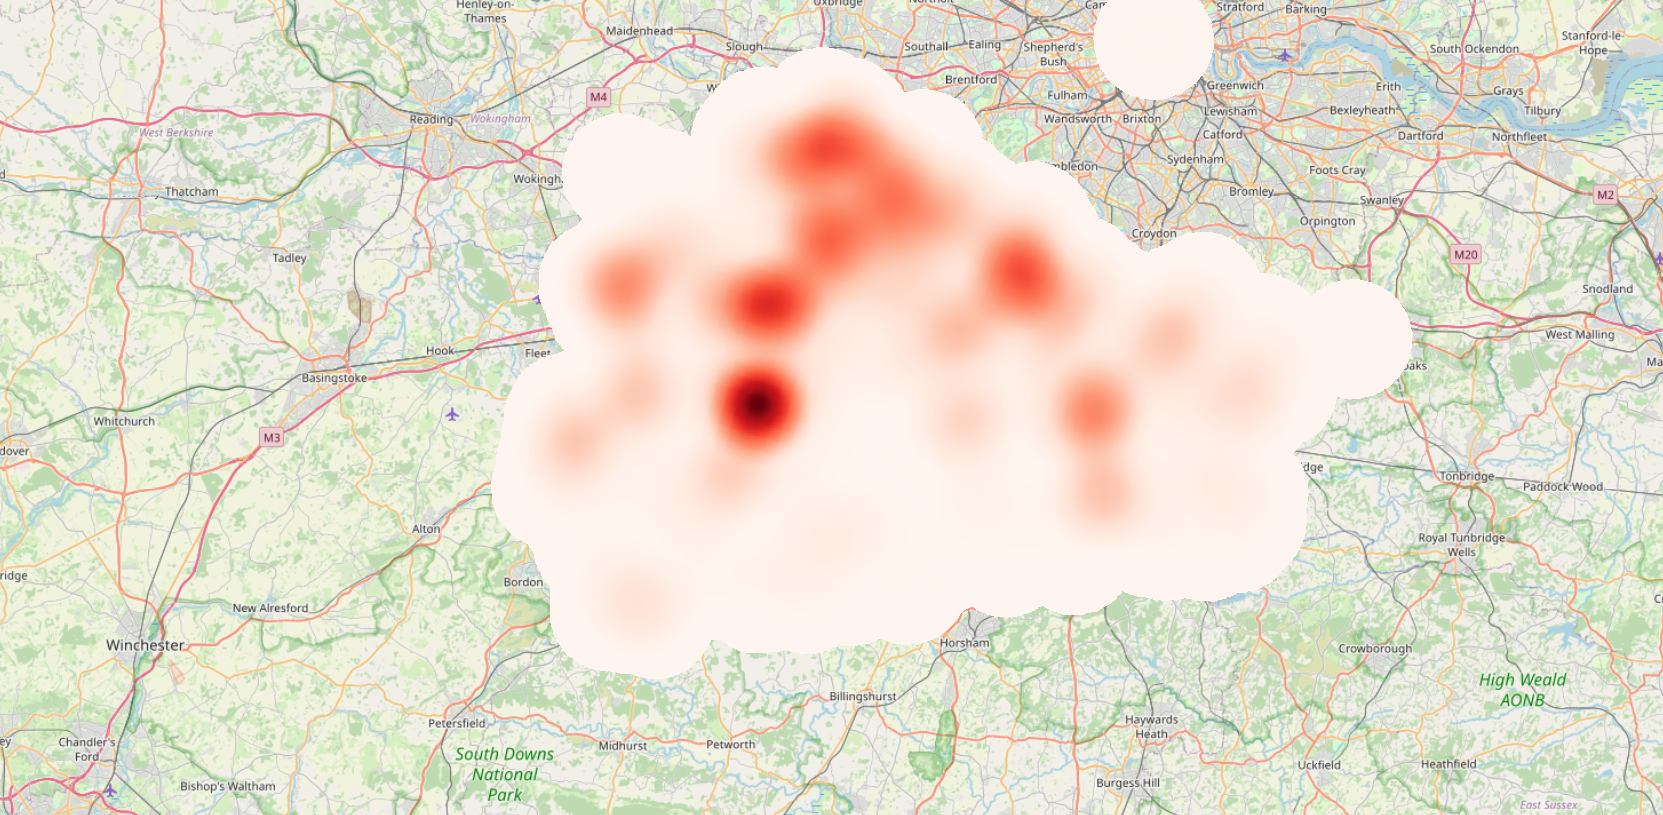 Henley-on-
Thames
Maidenhead
Slough
Southall
Ealing
Shepherd's
Bush
Stratford
Barking
South Ockendon
Stanford-le-
Hope
Brentford
Fulham
Greenwich
Erith
Grays
M4
Reading
Wokingham
West Berkshire
Wandsworth
Brixton
Lewisham
Bexleyheath
Tilbury
Catford
Dartford
Northfleet
Sydenham
Foots Cray
Thatcham
Bromley
Swanley
M2
Orpington
Croydon
Tadley
M20
Snodland
West Malling
Hook
Fleet
Basingstoke
Whitchurch
M3
Tonbridge
Paddock Wood
Alton
Royal Tunbridge
Wells
Bordon
New Alresford
Winchester
Horsham
Crowborough
Billingshurst
High Weald
AONB
Petersfield
Haywards
Heath
Chandler's
Ford
Midhurst
Petworth
South Downs
National
Park
Uckfield
Heathfield
Bishop's Waltham
Burgess Hill
East Sussex